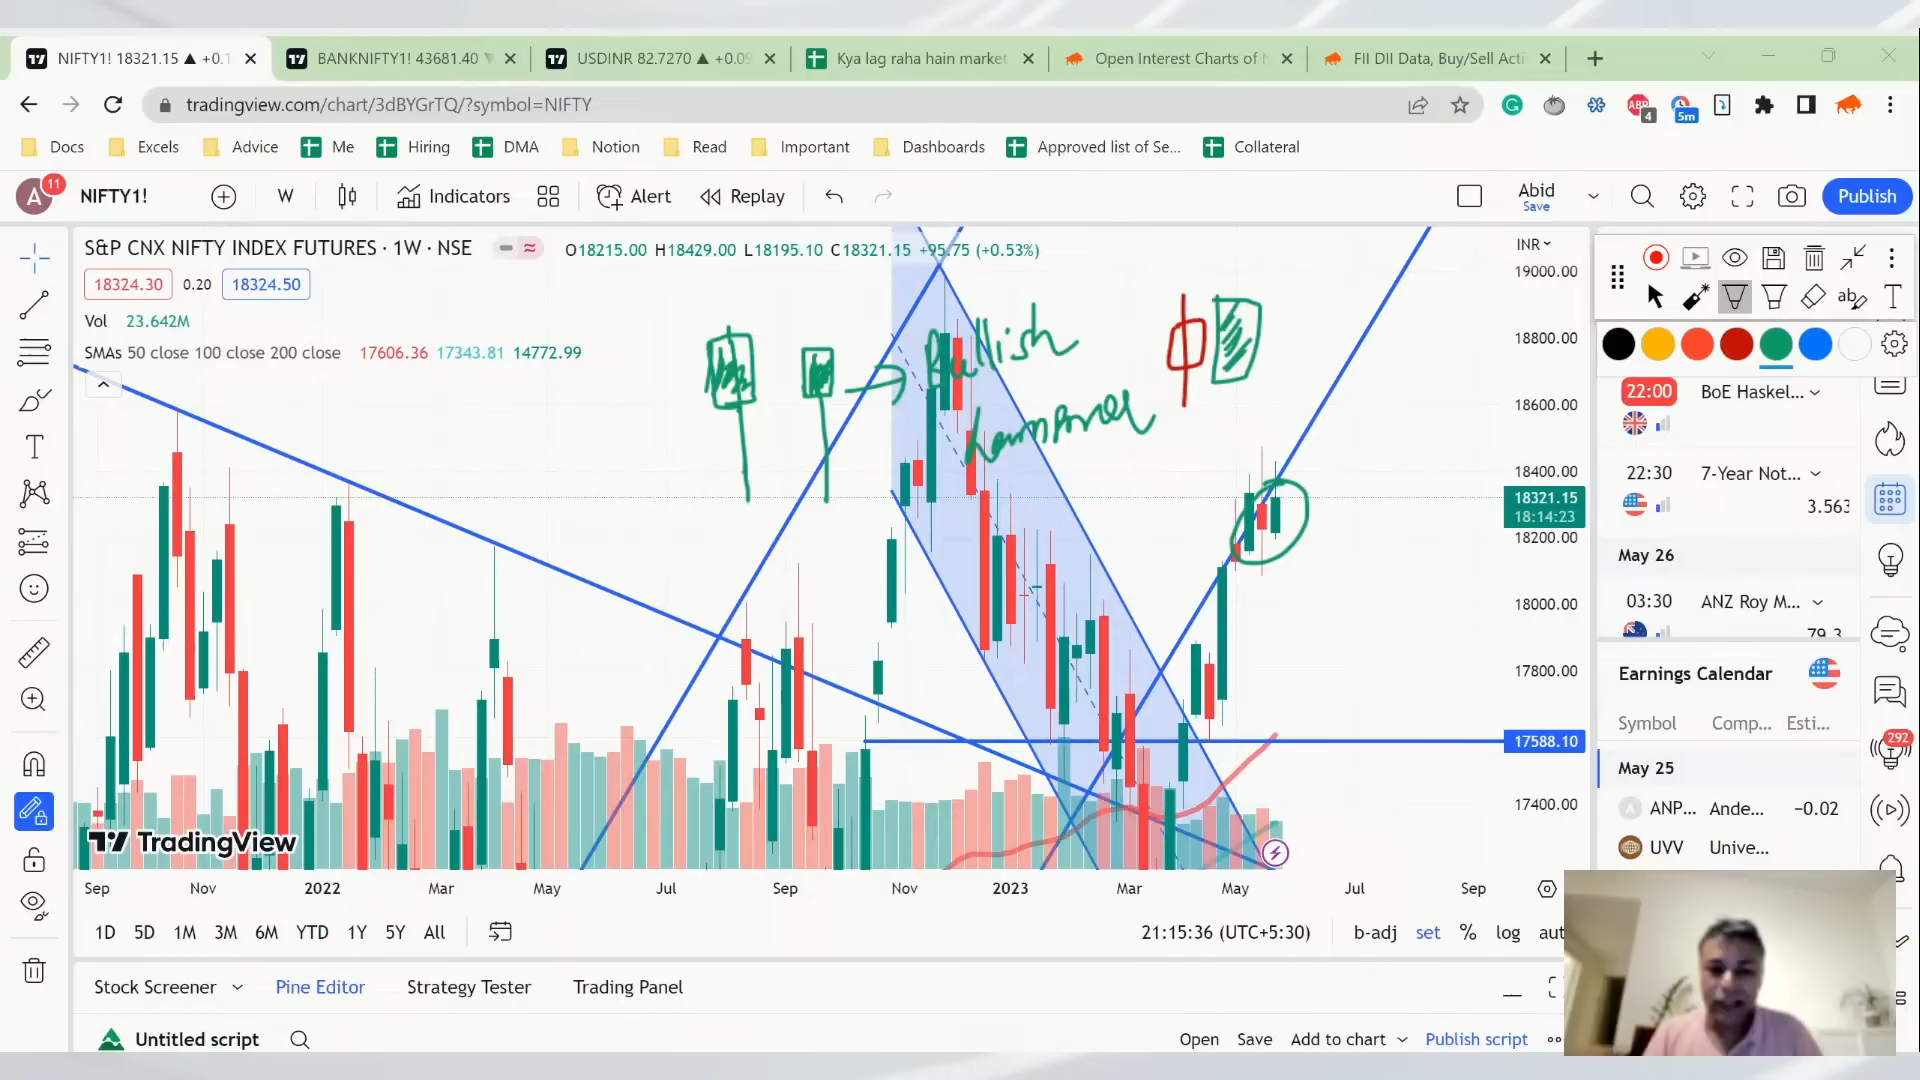 NIFTY1! 18321.15 ▲ +0.1
BANKNIFTY1! 43681.40
USDINR 82.7270 ▲ +0.09
Kya lag raha hain market
Open Interest Charts of N
FII DII Data, Buy/Sell Acti
tradingview.com/chart/3dBYGrTQ/?symbol=NIFTY
ABP
4
5m
Docs
Excels
Advice
Me
Hiring
DMA
Notion
Read
Important
Dashboards
Approved list of Se...
Collateral
A
11
NIFTY1!
W
Indicators
Alert
Replay
Abid
Save
Publish
S&P CNX NIFTY INDEX FUTURES · 1W · NSE
O18215.00 H18429.00 L18195.10 C18321.15 +95.75 (+0.53%)
18324.30 0.20 18324.50
Vol 23.642M
SMAs 50 close 100 close 200 close 17606.36 17343.81 14772.99
Bullish
INR
19000.00
18800.00
18600.00
18400.00
18321.15
18:14:23
18200.00
18000.00
17800.00
17588.10
17400.00
22:00 BoE Haskel...
22:30 7-Year Not...
3.563
May 26
03:30 ANZ Roy M...
79.3
Earnings Calendar
Symbol Comp... Esti...
May 25
ANP... Ande... −0.02
UVV Unive...
292
TradingView
Sep Nov 2022 Mar May Jul Sep Nov 2023 Mar May Jul Sep
1D 5D 1M 3M 6M YTD 1Y 5Y All
21:15:36 (UTC+5:30)
b-adj set % log aut
Stock Screener Pine Editor Strategy Tester Trading Panel
Untitled script
Open Save Add to chart Publish script